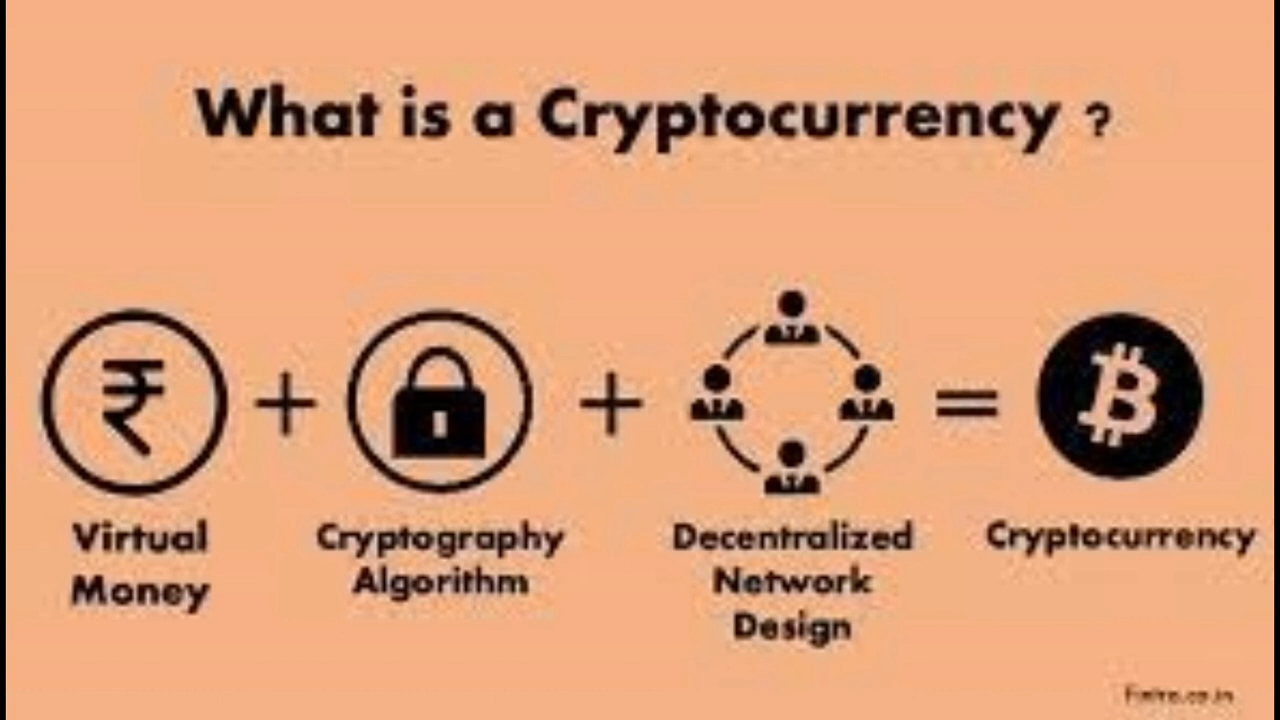 What is a Cryptocurrency ?
₹ + + = ₿
Virtual
Money
Cryptography
Algorithm
Decentralized
Network
Design
Cryptocurrency